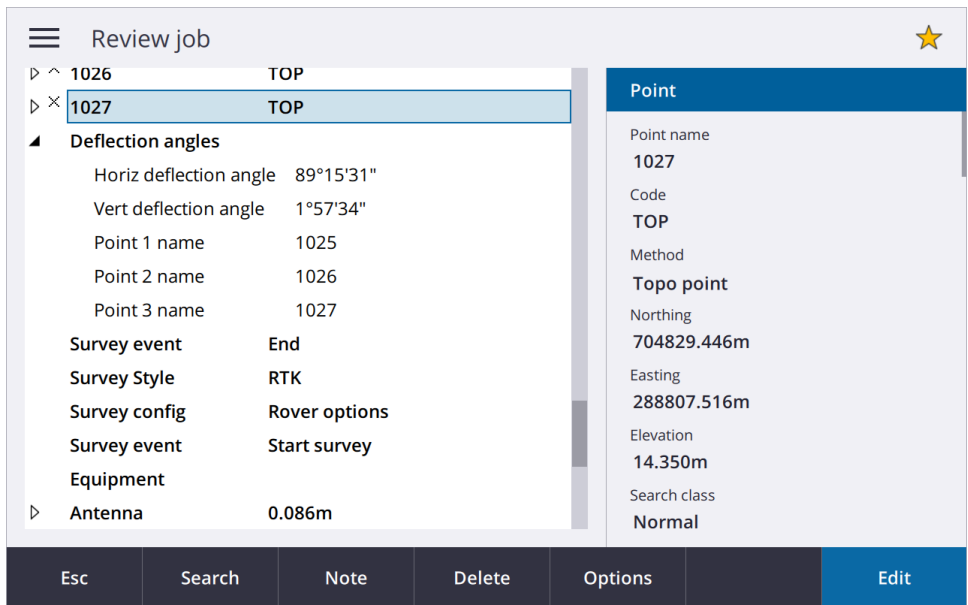 Review job
1026 TOP
1027 TOP
Deflection angles
Horiz deflection angle 89°15'31"
Vert deflection angle 1°57'34"
Point 1 name 1025
Point 2 name 1026
Point 3 name 1027
Survey event End
Survey Style RTK
Survey config Rover options
Survey event Start survey
Equipment
Antenna 0.086m
Point
Point name
1027
Code
TOP
Method
Topo point
Northing
704829.446m
Easting
288807.516m
Elevation
14.350m
Search class
Normal
Esc Search Note Delete Options Edit